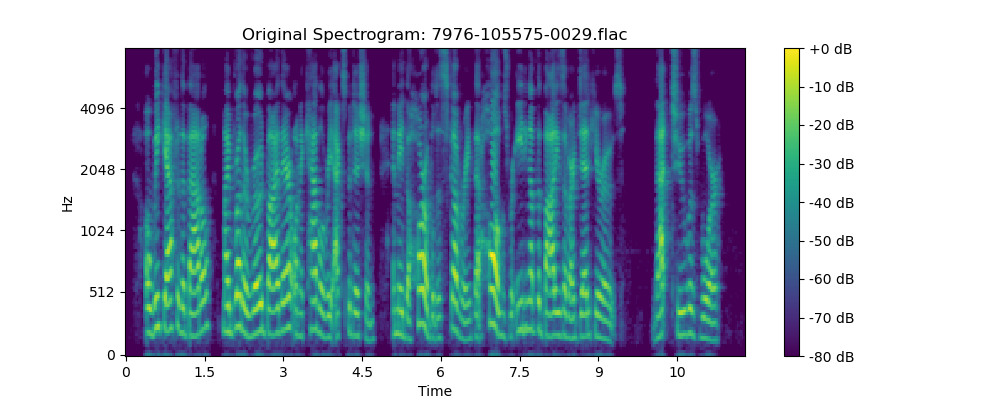 Original Spectrogram: 7976-105575-0029.flac
Hz
4096
2048
1024
512
0
0 1.5 3 4.5 6 7.5 9 10
Time
+0 dB
-10 dB
-20 dB
-30 dB
-40 dB
-50 dB
-60 dB
-70 dB
-80 dB